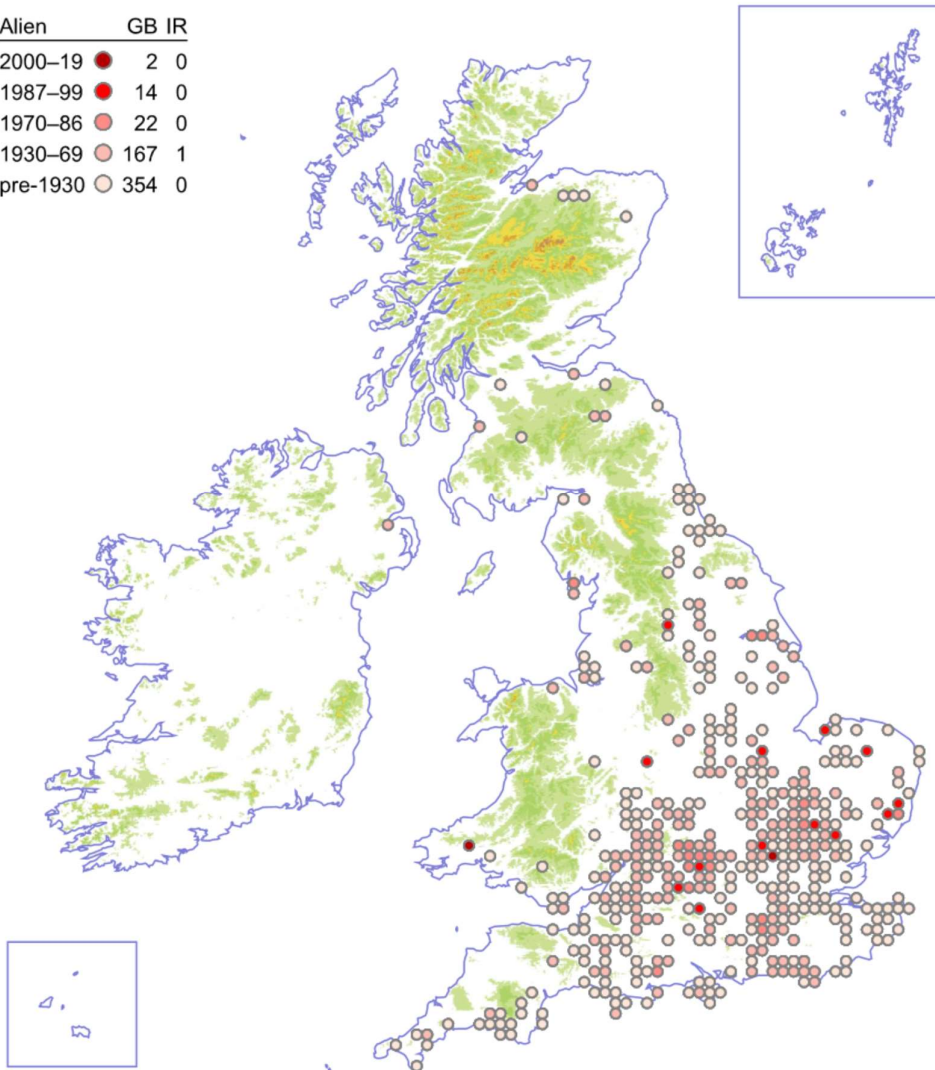 Alien GB IR
2000–19 2 0
1987–99 14 0
1970–86 22 0
1930–69 167 1
pre-1930 354 0